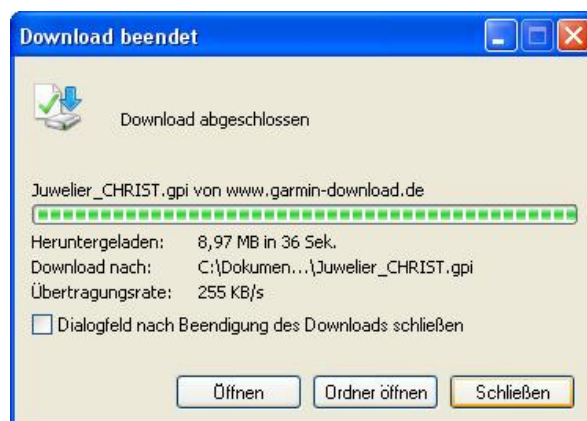 Download beendet
Download abgeschlossen
Juwelier_CHRIST.gpi von www.garmin-download.de
Heruntergeladen: 8,97 MB in 36 Sek.
Download nach: C:\Dokumen...\Juwelier_CHRIST.gpi
Übertragungsrate: 255 KB/s
Dialogfeld nach Beendigung des Downloads schließen
Öffnen Ordner öffnen Schließen